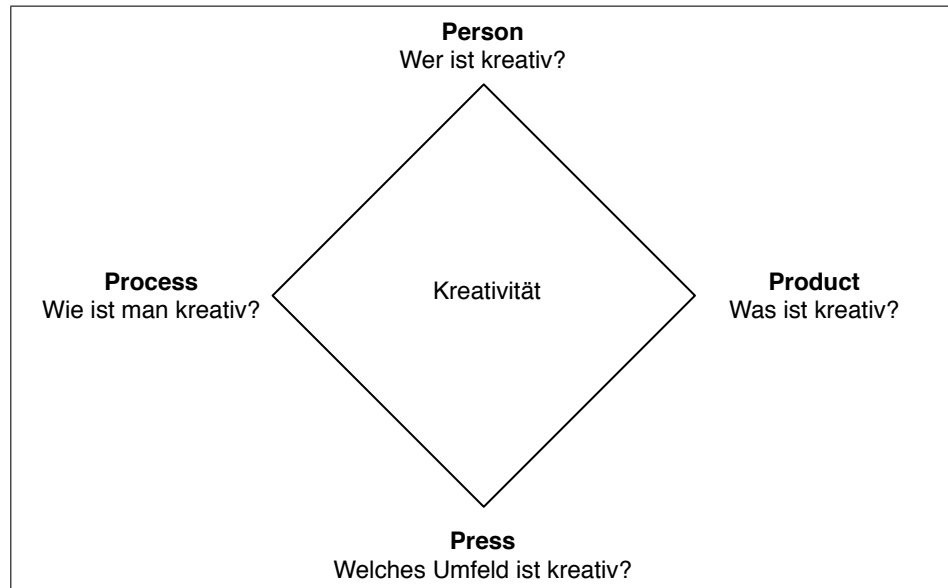 Person
Wer ist kreativ?
Process
Wie ist man kreativ?
Kreativität
Product
Was ist kreativ?
Press
Welches Umfeld ist kreativ?